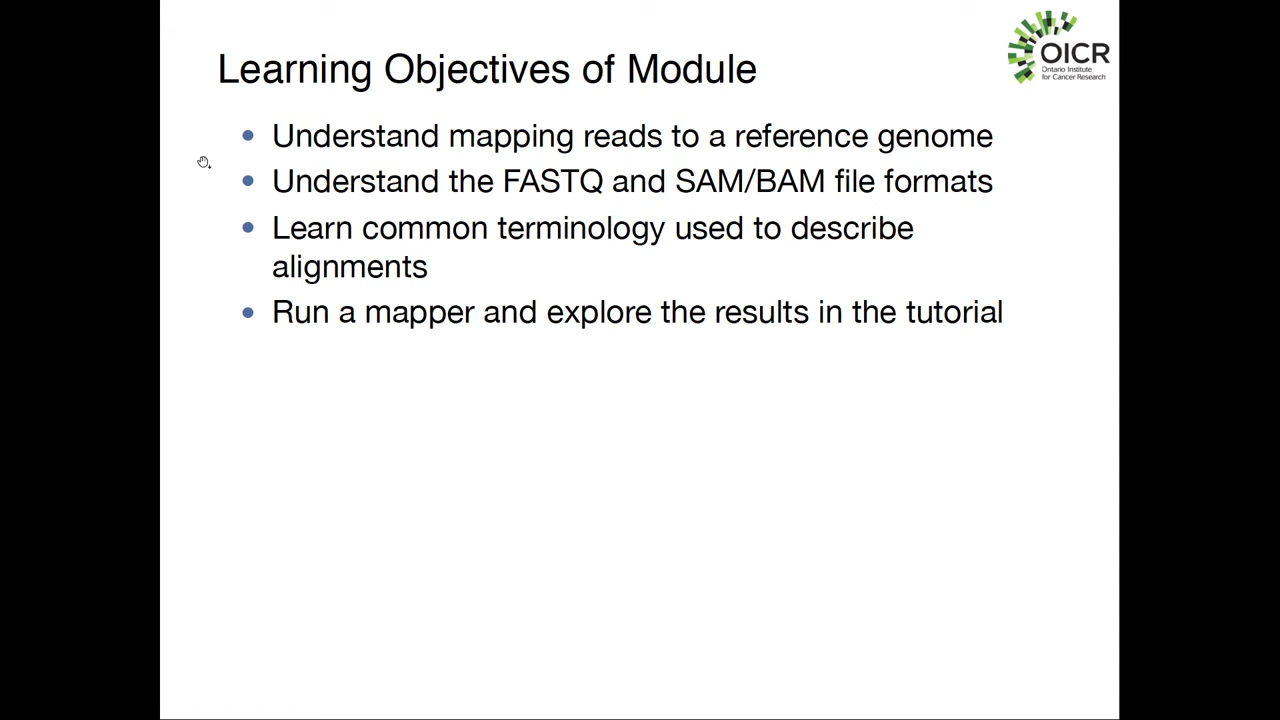 OICR
Ontario Institute
for Cancer Research
Learning Objectives of Module
• Understand mapping reads to a reference genome
• Understand the FASTQ and SAM/BAM file formats
• Learn common terminology used to describe
alignments
• Run a mapper and explore the results in the tutorial